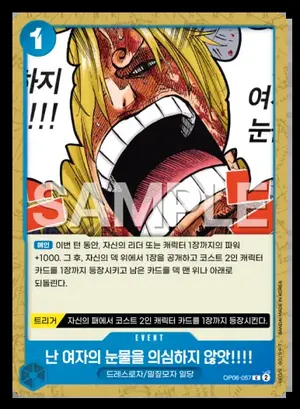 1
하지
!!!
여자
눈
SAMPLE
메인 이번 턴 동안, 자신의 리더 또는 캐릭터 1장까지의 파워
+1000. 그 후, 자신의 덱 위에서 1장을 공개하고 코스트 2인 캐릭터
카드를 1장까지 등장시키고 남은 카드를 덱 맨 위나 아래로
되돌린다.
트리거 자신의 패에서 코스트 2인 캐릭터 카드를 1장까지 등장시킨다.
EVENT
난 여자의 눈물을 의심하지 않앗!!!!
드레스로자/밀짚모자 일당
OP06-057